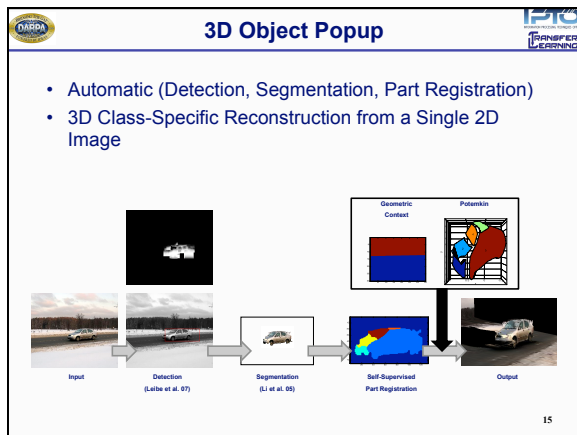 3D Object Popup
DARPA
IPTO
TRANSFER
LEARNING
• Automatic (Detection, Segmentation, Part Registration)
• 3D Class-Specific Reconstruction from a Single 2D
Image
Geometric
Context
Potemkin
Input
Detection
(Leibe et al. 07)
Segmentation
(Li et al. 05)
Self-Supervised
Part Registration
Output
15